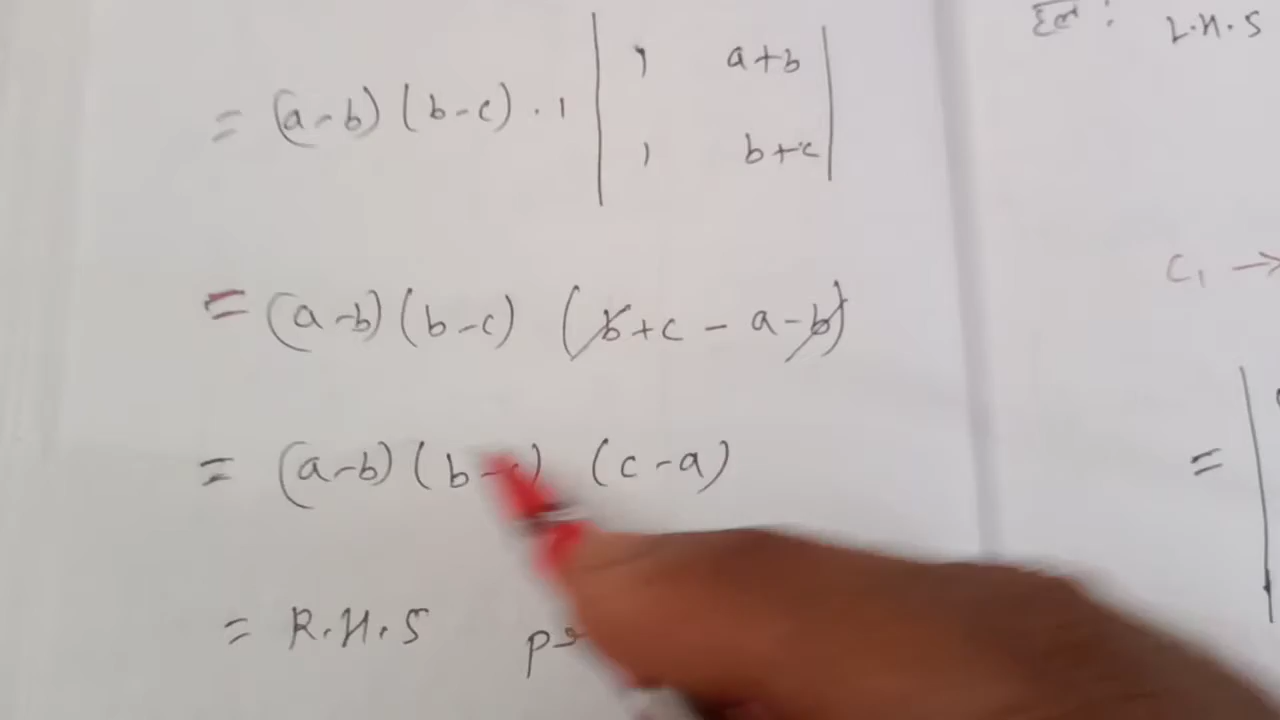 = (a-b) (b-c) . 1 | 1 a+b |
| 1 b+c |
= (a-b) (b-c) (b+c - a-b)
= (a-b) (b-c) (c-a)
= R.H.S
L.H.S
C₁ →
=